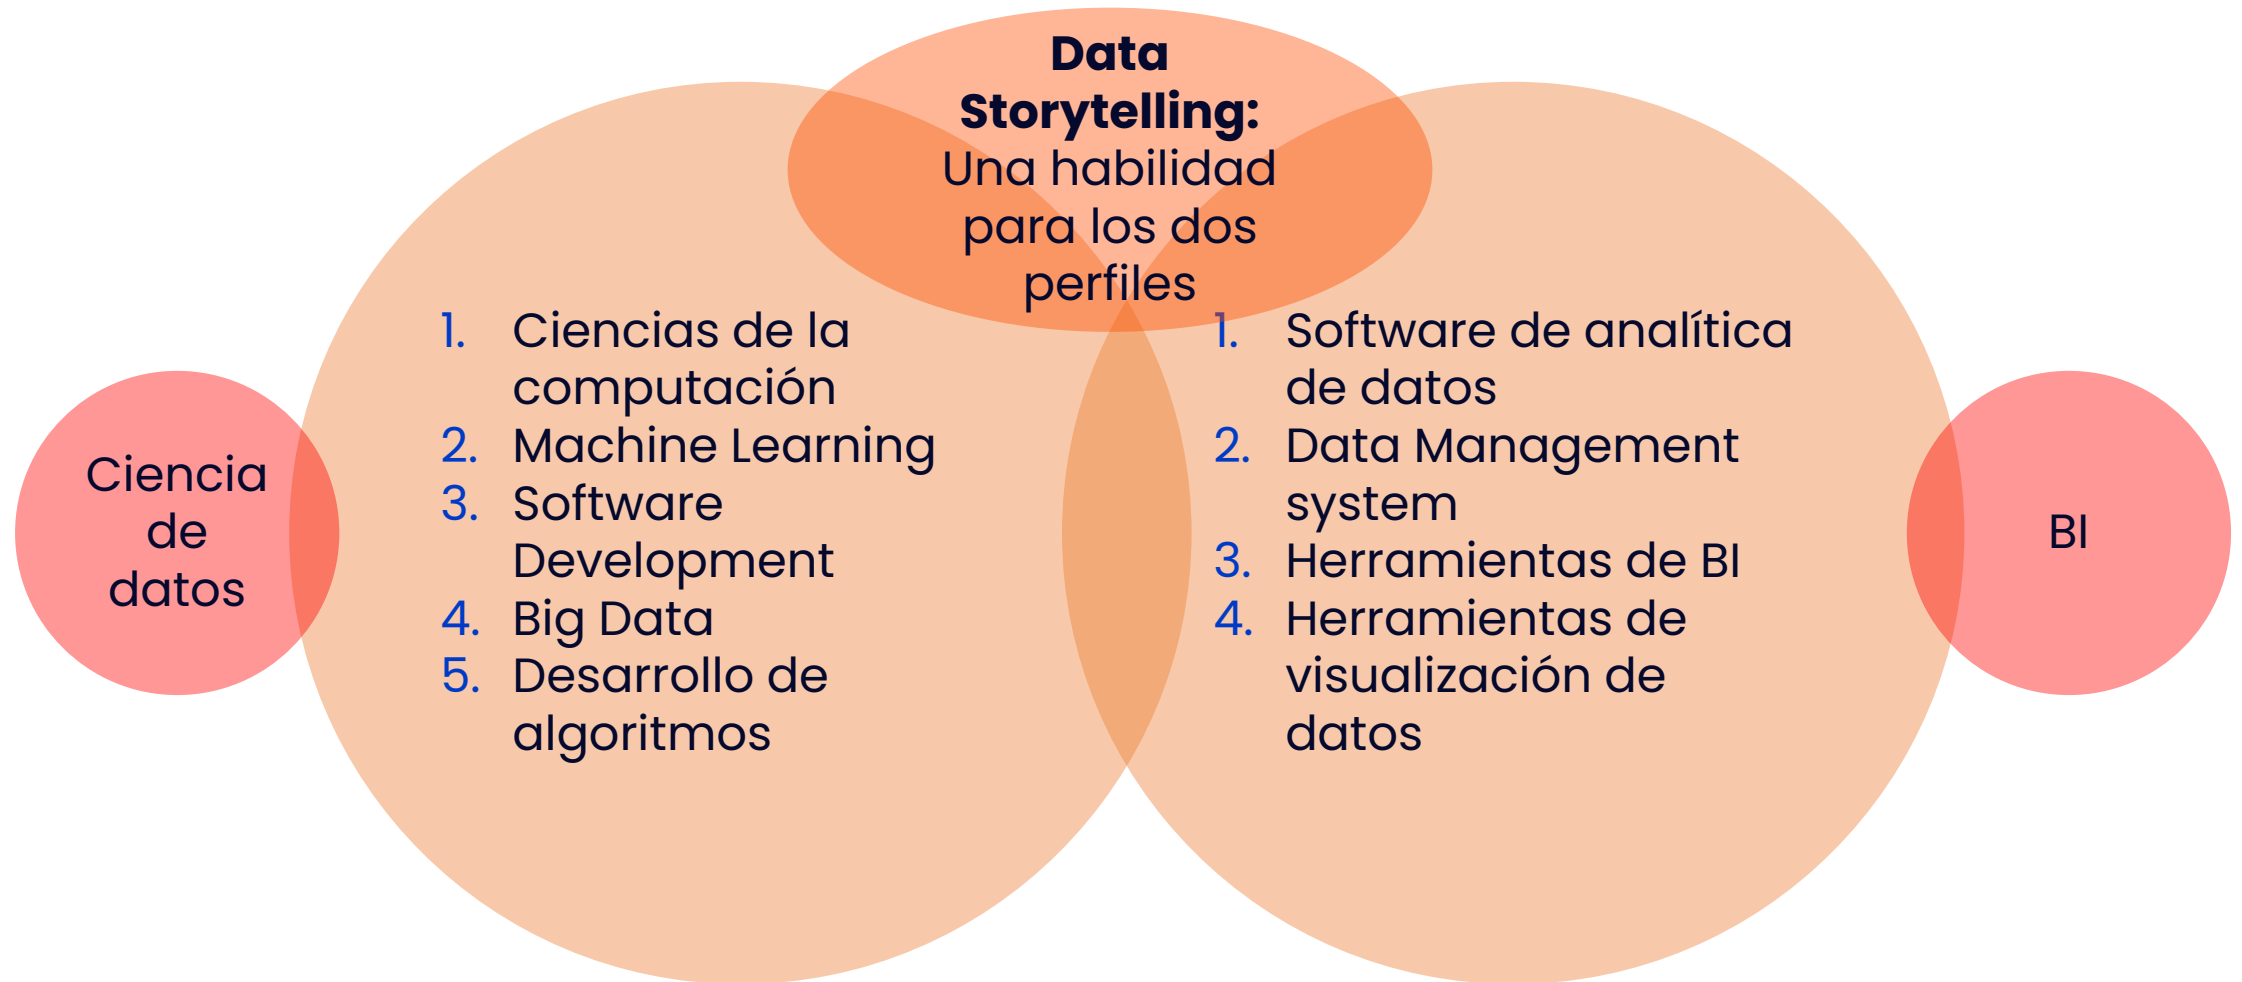 Data
Storytelling:
Una habilidad
para los dos
perfiles
Ciencia
de
datos
1. Ciencias de la
computación
2. Machine Learning
3. Software
Development
4. Big Data
5. Desarrollo de
algoritmos
1. Software de analítica
de datos
2. Data Management
system
3. Herramientas de BI
4. Herramientas de
visualización de
datos
BI